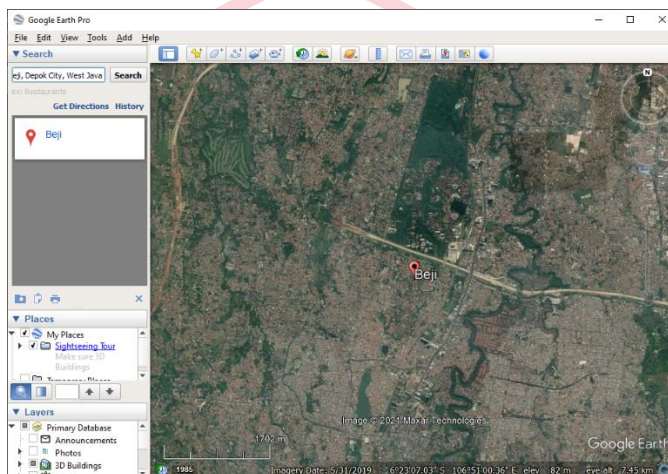 Google Earth Pro
File Edit View Tools Add Help
Search
eji, Depok City, West Java Search
ex: Restaurants
Get Directions History
Beji
Places
My Places
Sightseeing Tour
Make sure 3D
Buildings
Temporary Places
Layers
Primary Database
Announcements
Photos
3D Buildings
N
Beji
Image © 2021 Maxar Technologies
1702 m
Google Earth
1985
Imagery Date: 5/31/2019 6°23'07.03" S 106°51'00.36" E elev 82 m eye alt 7.45 km